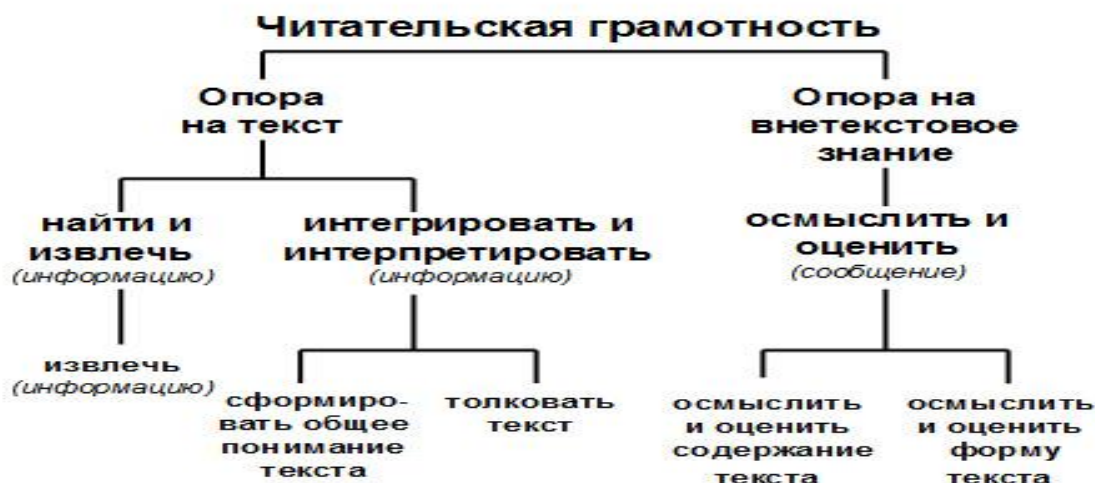 Читательская грамотность
Опора
на текст
Опора на
внетекстовое
знание
найти и
извлечь
(информацию)
интегрировать и
интерпретировать
(информацию)
осмыслить и
оценить
(сообщение)
извлечь
(информацию)
сформиро-
вать общее
понимание
текста
толковать
текст
осмыслить
и оценить
содержание
текста
осмыслить
и оценить
форму
текста